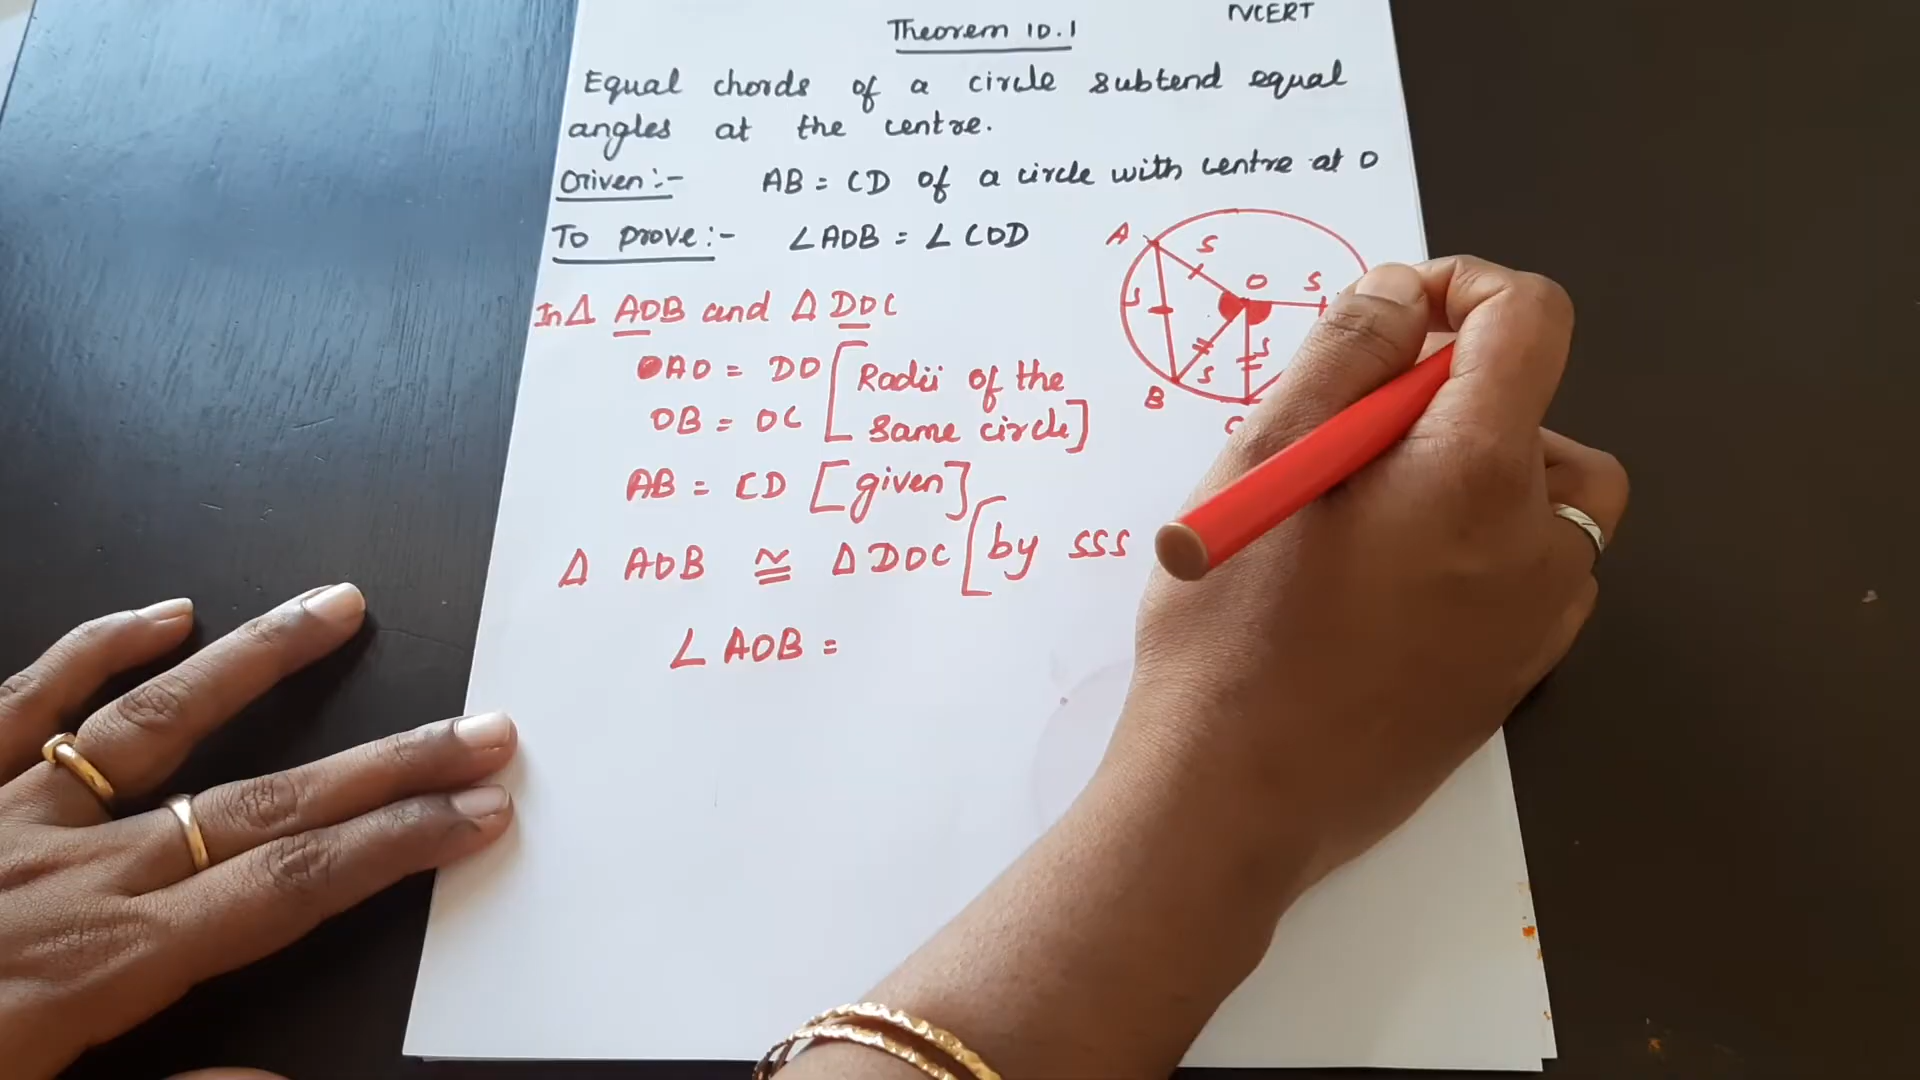 NCERT
Theorem 10.1
Equal chords of a circle subtend equal
angles at the centre.
Given:- AB = CD of a circle with centre at O
To prove:- ∠AOB = ∠COD
In Δ AOB and Δ DOC
AO = DO [Radii of the
OB = OC same circle]
AB = CD [given]
Δ AOB ≅ Δ DOC [by SSS
∠AOB =
A S
O S
S
S
S
B
C